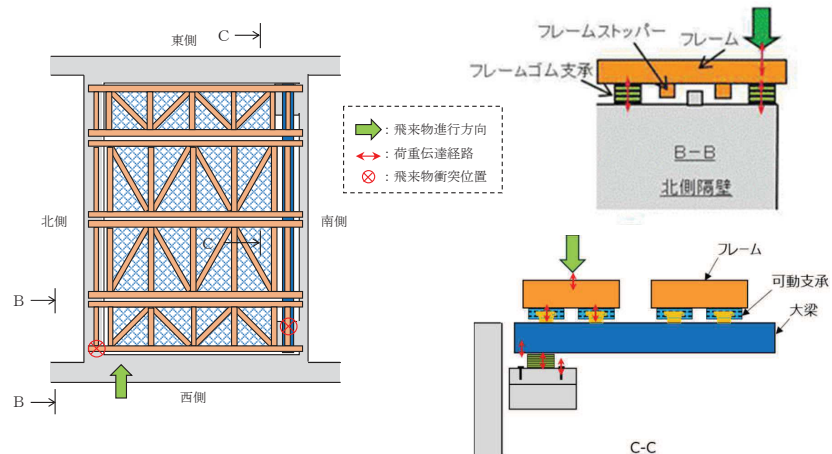 C
東側
北側
南側
C
B
B
西側
：飛来物進行方向
：荷重伝達経路
：飛来物衝突位置
フレームストッパー
フレーム
フレームゴム支承
B－B
北側隔壁
フレーム
可動支承
大梁
C-C